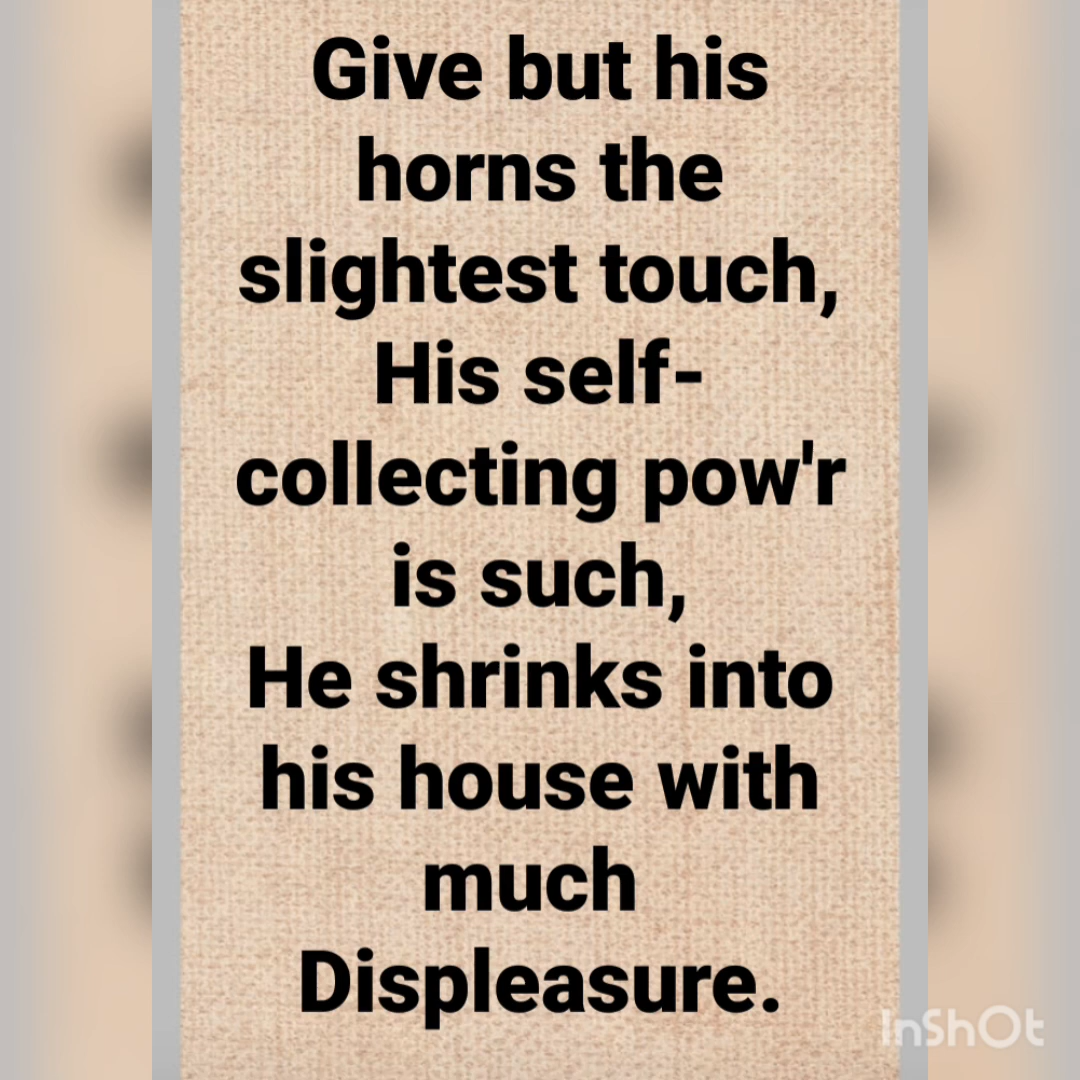 Give but his
horns the
slightest touch,
His self-
collecting pow'r
is such,
He shrinks into
his house with
much
Displeasure.
InShOt